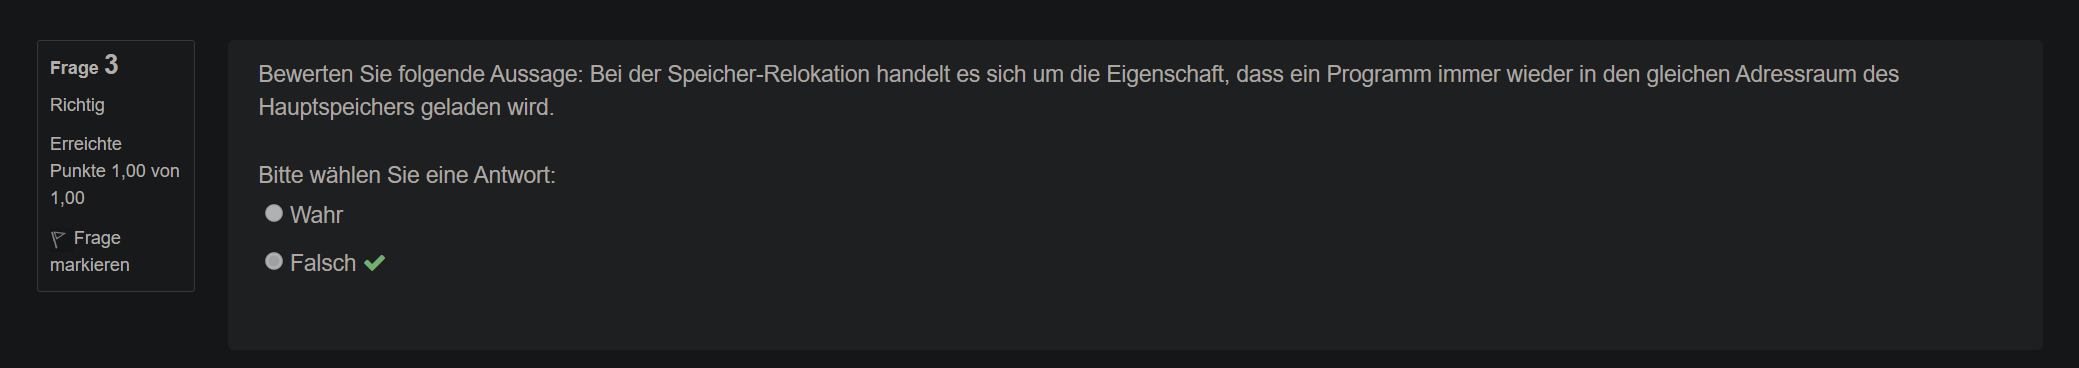 Frage 3
Richtig
Erreichte
Punkte 1,00 von
1,00
Frage
markieren
Bewerten Sie folgende Aussage: Bei der Speicher-Relokation handelt es sich um die Eigenschaft, dass ein Programm immer wieder in den gleichen Adressraum des
Hauptspeichers geladen wird.
Bitte wählen Sie eine Antwort:
Wahr
Falsch